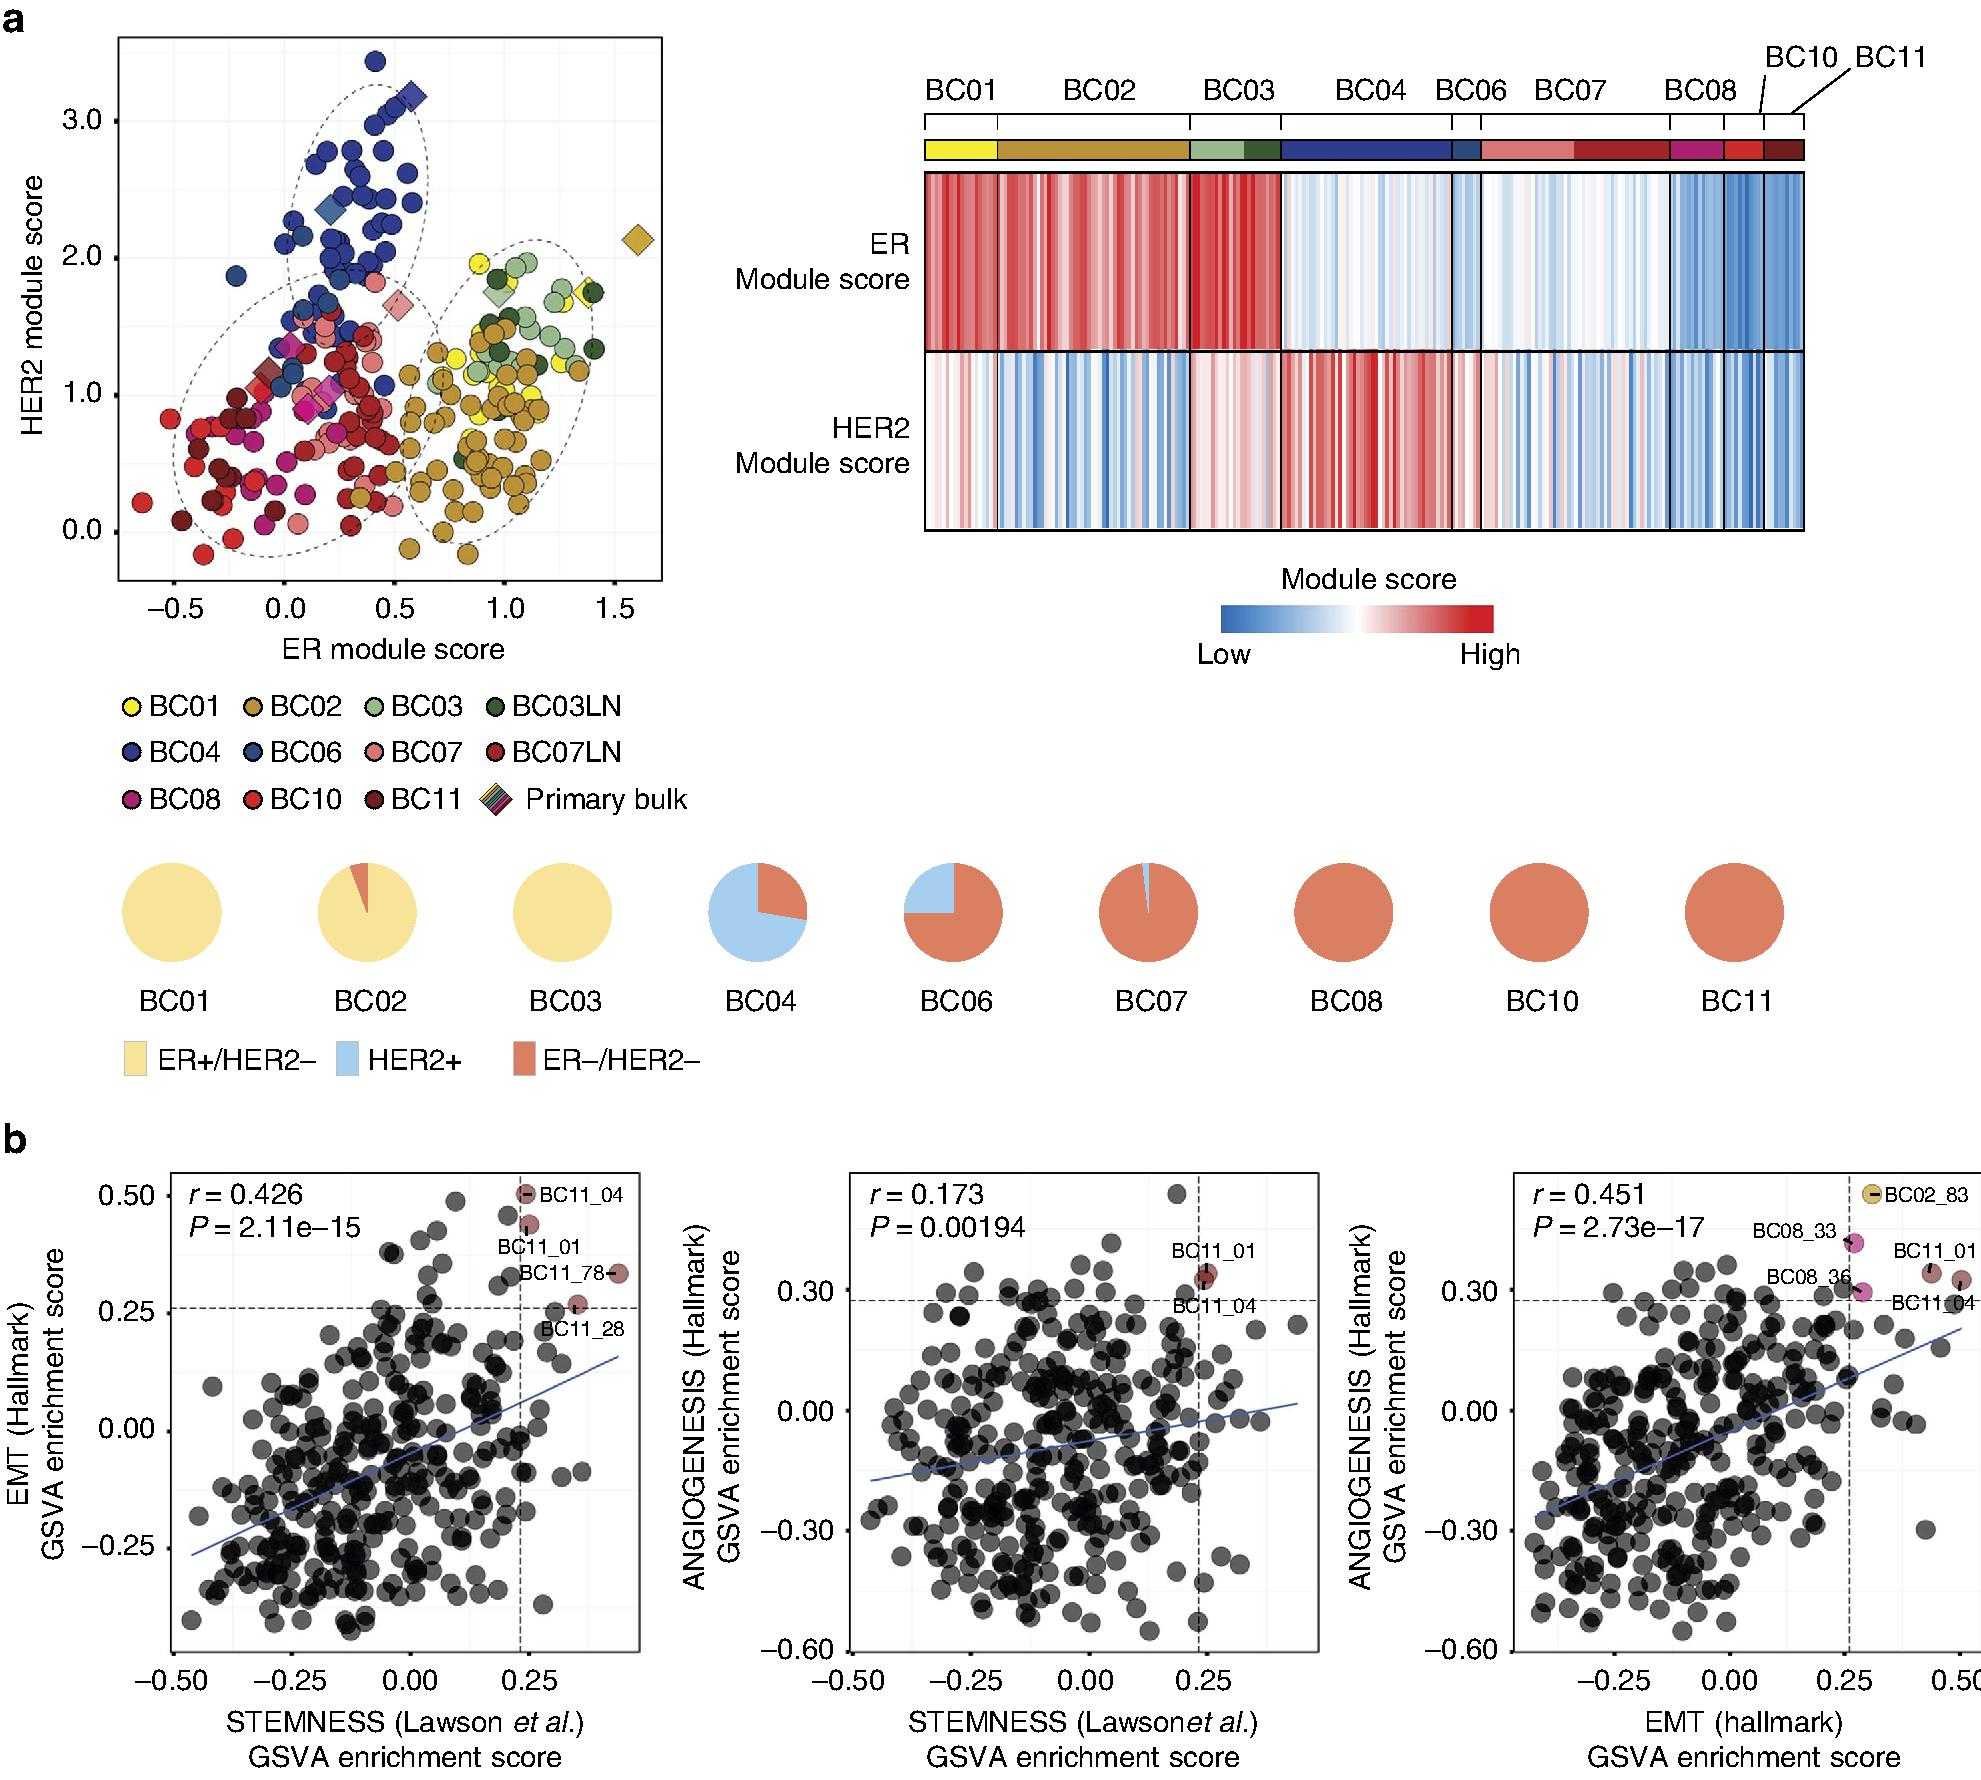 a
HER2 module score
3.0
2.0
1.0
0.0
−0.5 0.0 0.5 1.0 1.5
ER module score
BC01 BC02 BC03 BC03LN
BC04 BC06 BC07 BC07LN
BC08 BC10 BC11 Primary bulk
BC10 BC11
BC01 BC02 BC03 BC04 BC06 BC07 BC08
ER
Module score
HER2
Module score
Module score
Low High
BC01 BC02 BC03 BC04 BC06 BC07 BC08 BC10 BC11
ER+/HER2− HER2+ ER−/HER2−
b
EMT (Hallmark)
GSVA enrichment score
0.50
0.25
0.00
−0.25
r = 0.426
P = 2.11e−15
BC11_04
BC11_01
BC11_78
BC11_28
−0.50 −0.25 0.00 0.25
STEMNESS (Lawson et al.)
GSVA enrichment score
ANGIOGENESIS (Hallmark)
GSVA enrichment score
0.30
0.00
−0.30
−0.60
r = 0.173
P = 0.00194
BC11_01
BC11_04
−0.50 −0.25 0.00 0.25
STEMNESS (Lawsonet al.)
GSVA enrichment score
ANGIOGENESIS (Hallmark)
GSVA enrichment score
0.30
0.00
−0.30
−0.60
r = 0.451
P = 2.73e−17
BC02_83
BC08_33
BC11_01
BC08_36
BC11_04
−0.25 0.00 0.25 0.50
EMT (hallmark)
GSVA enrichment score